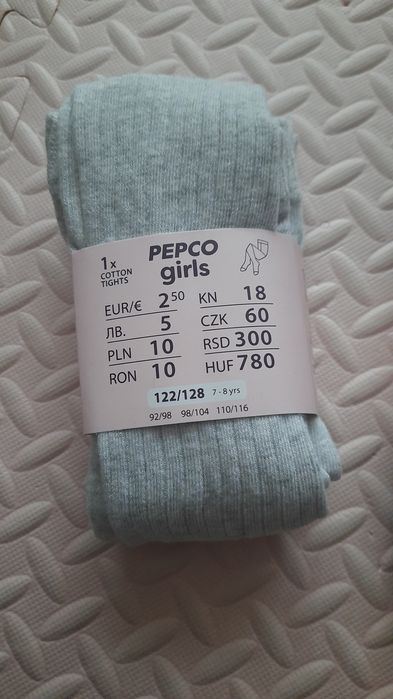 1 x
COTTON
TIGHTS
PEPCO
girls
EUR/€ 2 50
ЛВ. 5
PLN 10
RON 10
KN 18
CZK 60
RSD 300
HUF 780
122/128 7 - 8 yrs
92/98 98/104 110/116